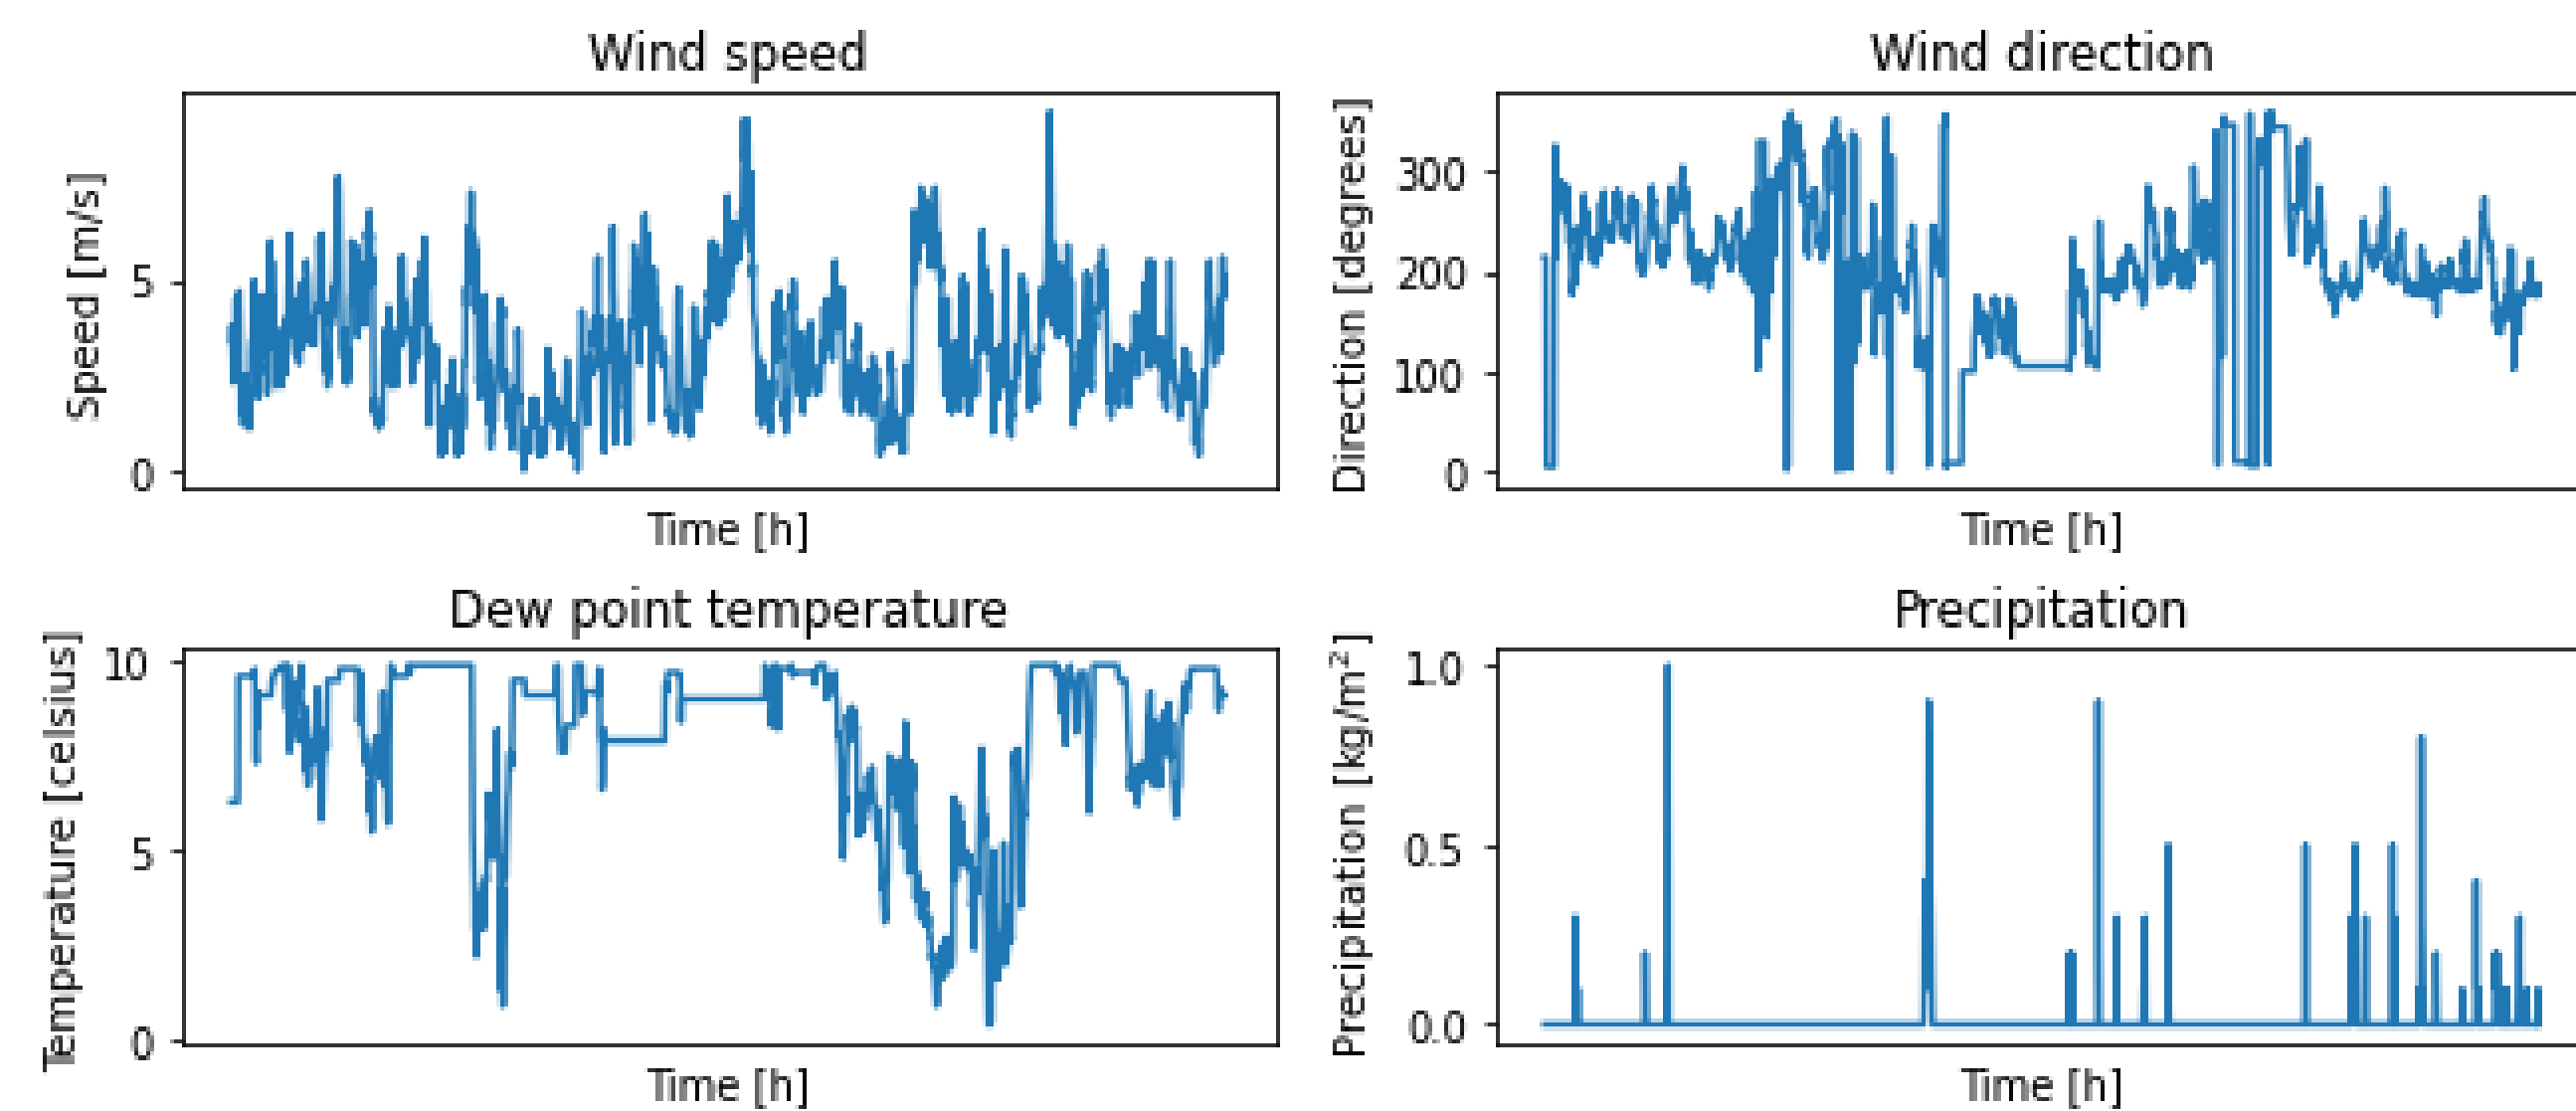 Wind speed
Speed [m/s]
5
0
Time [h]
Wind direction
Direction [degrees]
300
200
100
0
Time [h]
Dew point temperature
Temperature [celsius]
10
5
0
Time [h]
Precipitation
Precipitation [kg/m²]
1.0
0.5
0.0
Time [h]